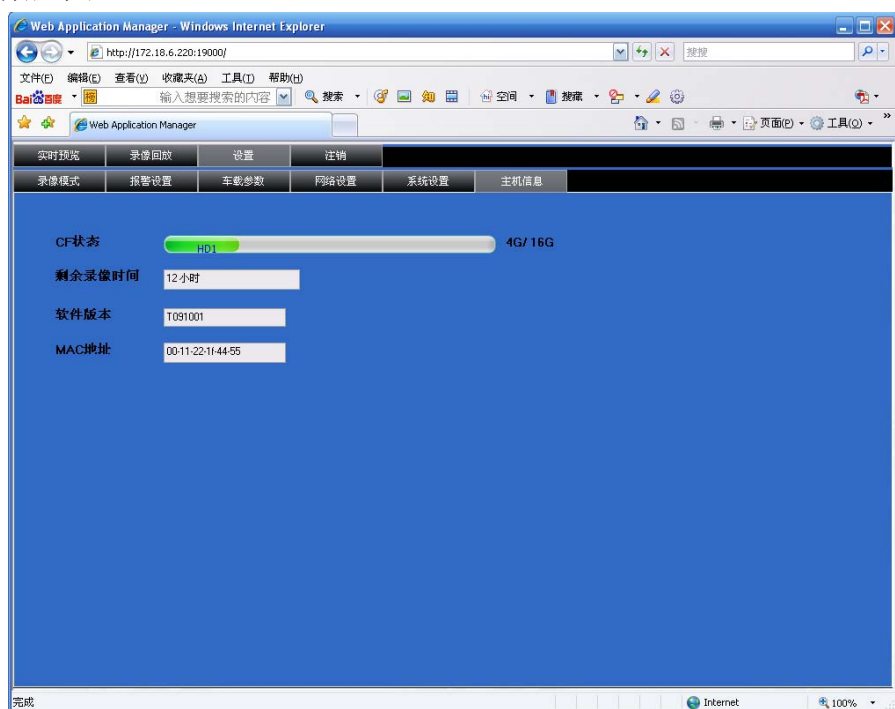 Web Application Manager - Windows Internet Explorer
http://172.18.6.220:19000/
搜搜
文件(F) 编辑(E) 查看(V) 收藏夹(A) 工具(T) 帮助(H)
Bai百度 榜 输入想要搜索的内容 搜索 空间 搜藏
Web Application Manager 页面(P) 工具(O) »
实时预览 录像回放 设置 注销
录像模式 报警设置 车载参数 网络设置 系统设置 主机信息
CF状态 HD1 4G/16G
剩余录像时间 12小时
软件版本 T091001
MAC地址 00-11-22-1f-44-55
完成 Internet 100%